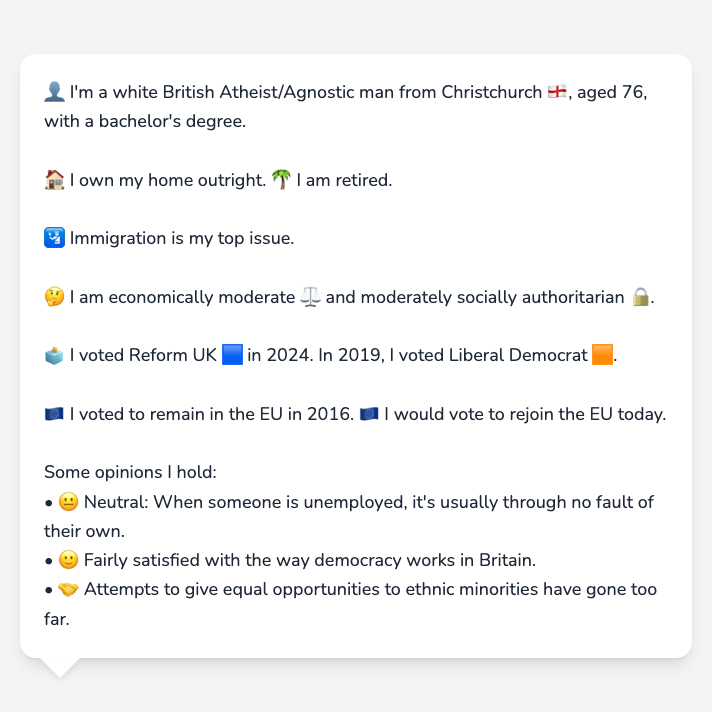 👤 I'm a white British Atheist/Agnostic man from Christchurch 🏴󠁧󠁢󠁥󠁮󠁧󠁿, aged 76,
with a bachelor's degree.
🏠 I own my home outright. 🌴 I am retired.
🛂 Immigration is my top issue.
🤔 I am economically moderate ⚖️ and moderately socially authoritarian 🔒.
🗳️ I voted Reform UK 🟦 in 2024. In 2019, I voted Liberal Democrat 🟧.
🇪🇺 I voted to remain in the EU in 2016. 🇪🇺 I would vote to rejoin the EU today.
Some opinions I hold:
• 😐 Neutral: When someone is unemployed, it's usually through no fault of
their own.
• 🙂 Fairly satisfied with the way democracy works in Britain.
• 🤝 Attempts to give equal opportunities to ethnic minorities have gone too
far.